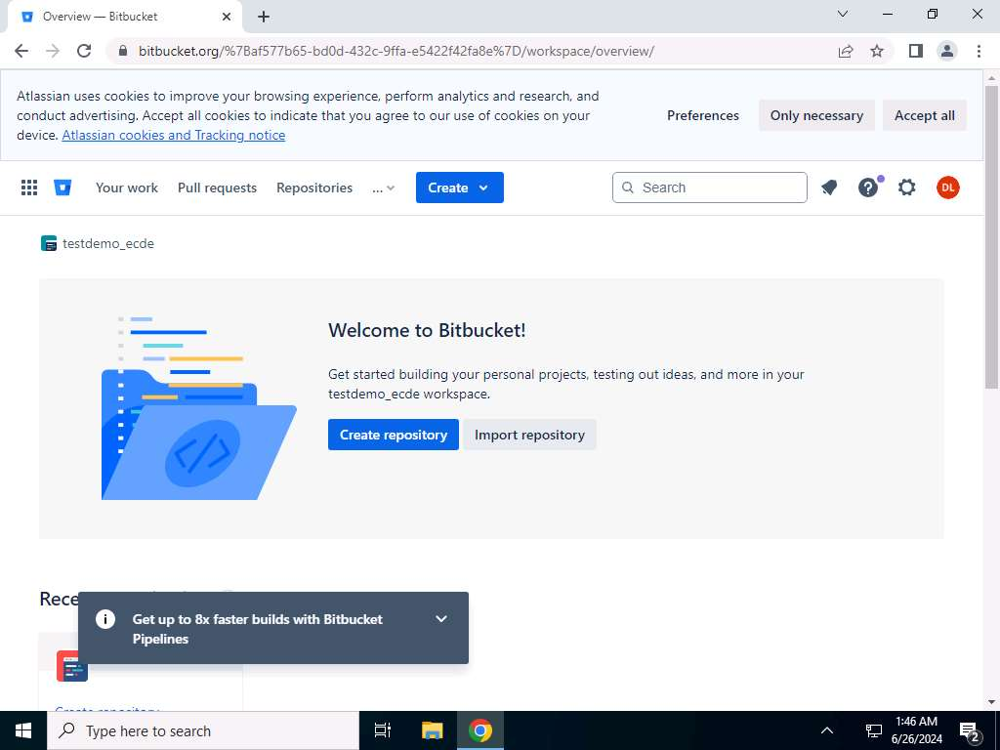 Overview — Bitbucket
bitbucket.org/%7Baf577b65-bd0d-432c-9ffa-e5422f42fa8e%7D/workspace/overview/
Atlassian uses cookies to improve your browsing experience, perform analytics and research, and
conduct advertising. Accept all cookies to indicate that you agree to our use of cookies on your
device. Atlassian cookies and Tracking notice
Preferences
Only necessary
Accept all
Your work
Pull requests
Repositories
...
Create
Search
DL
testdemo_ecde
Welcome to Bitbucket!
Get started building your personal projects, testing out ideas, and more in your
testdemo_ecde workspace.
Create repository
Import repository
Get up to 8x faster builds with Bitbucket
Pipelines
Create repository
Type here to search
1:46 AM
6/26/2024
2